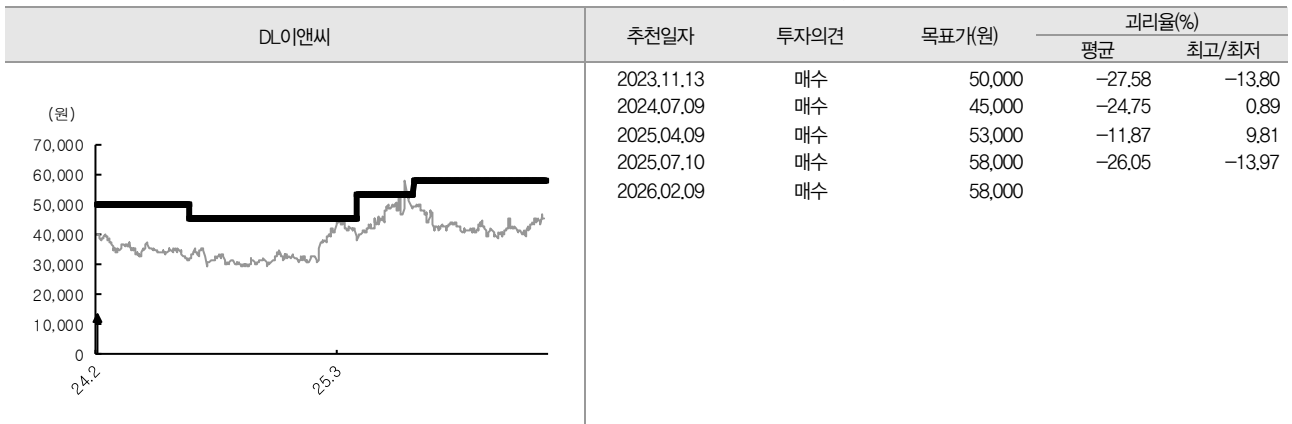 DL이앤씨
추천일자 투자의견 목표가(원) 괴리율(%)
평균 최고/최저
2023.11.13 매수 50,000 -27.58 -13.80
2024.07.09 매수 45,000 -24.75 0.89
2025.04.09 매수 53,000 -11.87 9.81
2025.07.10 매수 58,000 -26.05 -13.97
2026.02.09 매수 58,000
(원)
70,000
60,000
50,000
40,000
30,000
20,000
10,000
0
24.2 25.3